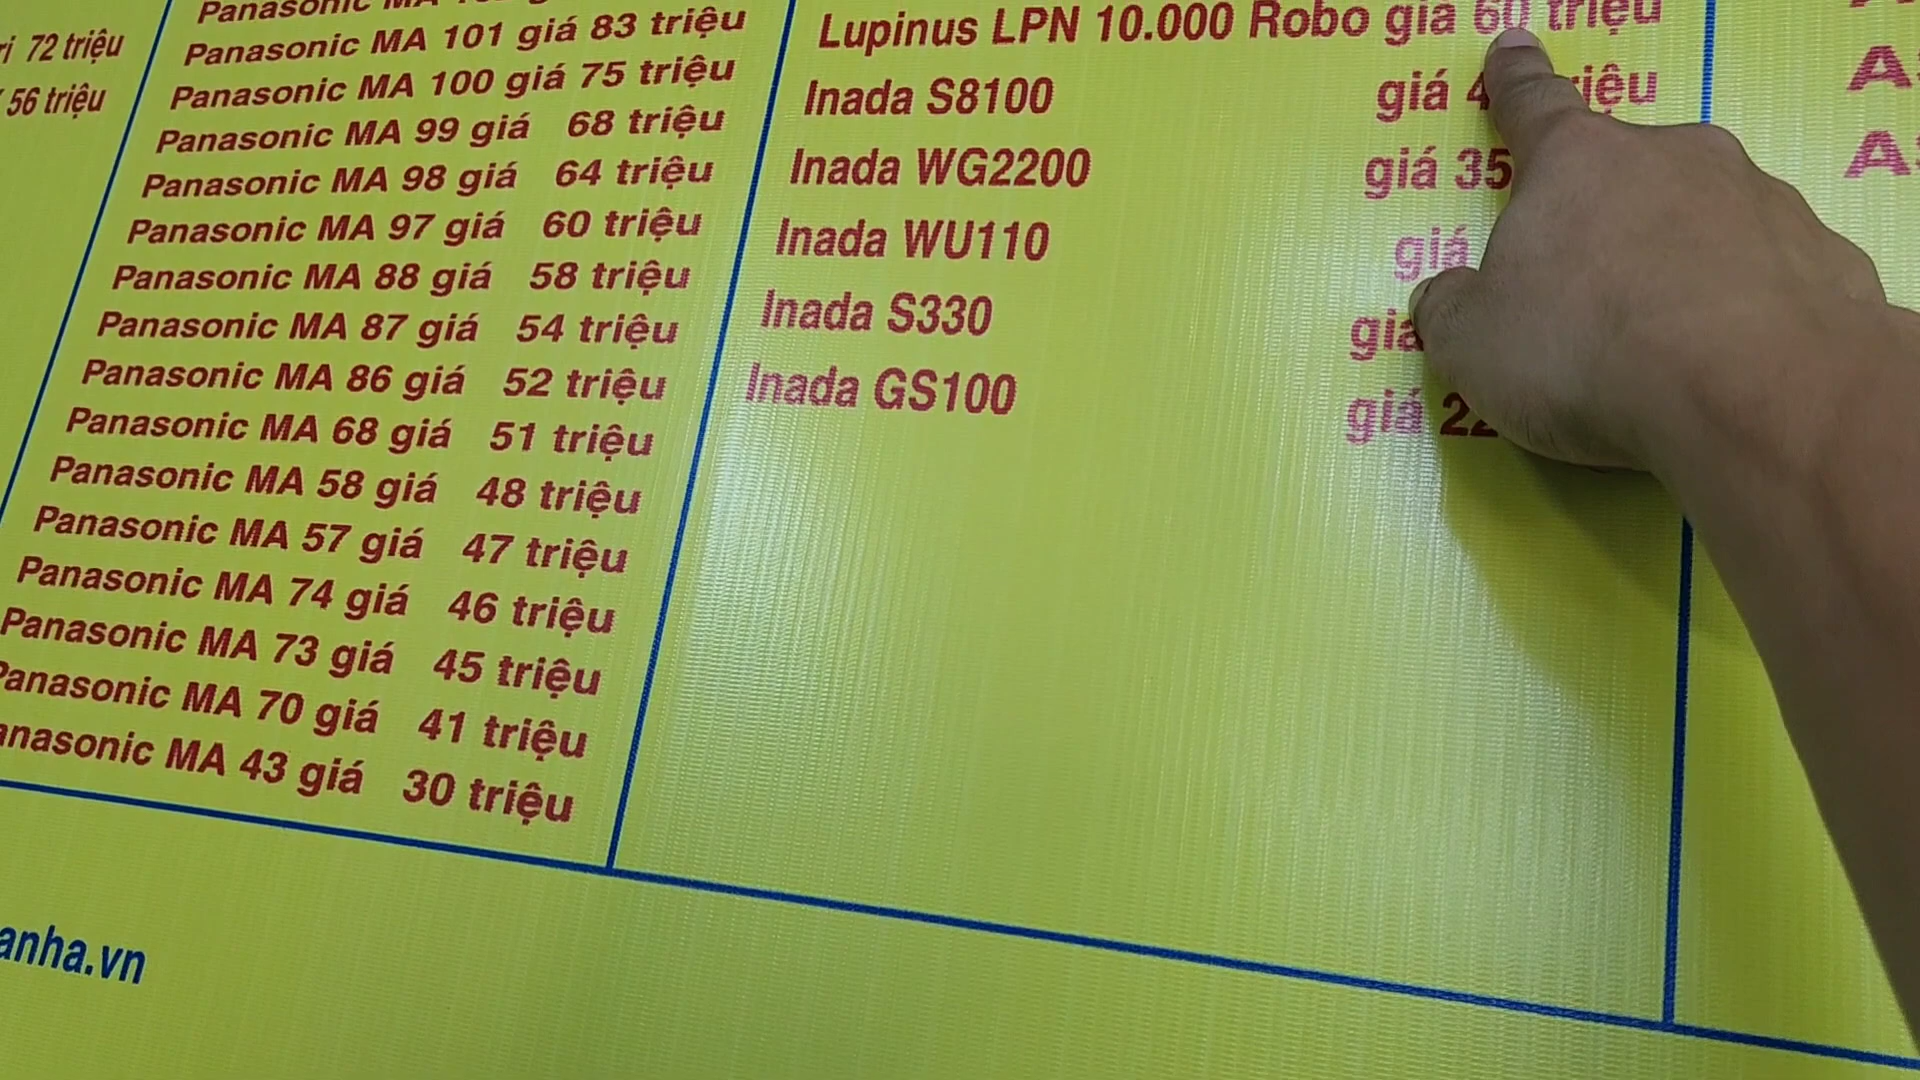 72 triệu
56 triệu
Panasonic MA
Panasonic MA 101 giá 83 triệu
Panasonic MA 100 giá 75 triệu
Panasonic MA 99 giá 68 triệu
Panasonic MA 98 giá 64 triệu
Panasonic MA 97 giá 60 triệu
Panasonic MA 88 giá 58 triệu
Panasonic MA 87 giá 54 triệu
Panasonic MA 86 giá 52 triệu
Panasonic MA 68 giá 51 triệu
Panasonic MA 58 giá 48 triệu
Panasonic MA 57 giá 47 triệu
Panasonic MA 74 giá 46 triệu
Panasonic MA 73 giá 45 triệu
Panasonic MA 70 giá 41 triệu
anasonic MA 43 giá 30 triệu
Lupinus LPN 10.000 Robo giá 60 triệu
Inada S8100 giá
Inada WG2200 giá 35
Inada WU110 giá
Inada S330 giá
Inada GS100 giá 22
anha.vn